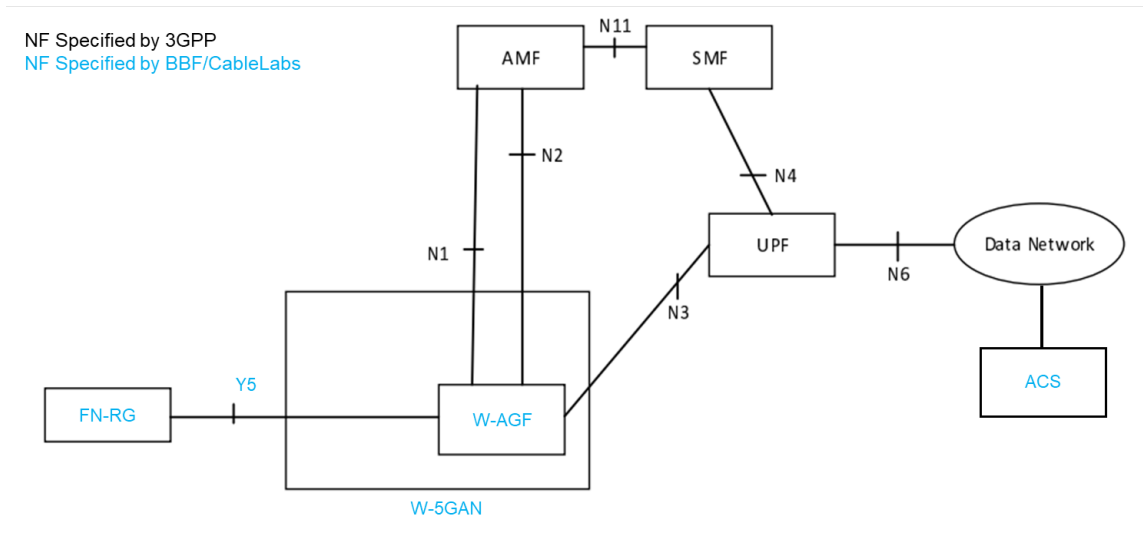 NF Specified by 3GPP
NF Specified by BBF/CableLabs
N11
AMF
SMF
N2
N4
N1
UPF
Data Network
N6
N3
Y5
ACS
FN-RG
W-AGF
W-5GAN